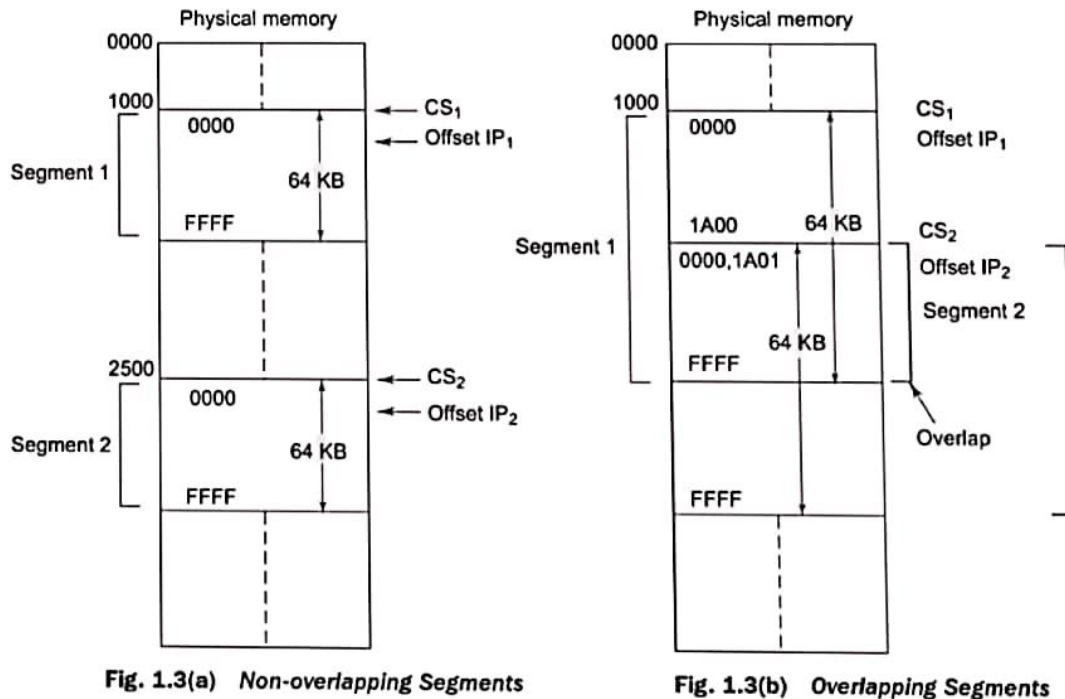 Physical memory
0000
1000
CS₁
0000
Offset IP₁
Segment 1
64 KB
FFFF
2500
CS₂
0000
Offset IP₂
Segment 2
64 KB
FFFF
Fig. 1.3(a) Non-overlapping Segments
Physical memory
0000
1000
CS₁
0000
Offset IP₁
1A00
64 KB
CS₂
Segment 1
0000,1A01
Offset IP₂
Segment 2
64 KB
FFFF
Overlap
FFFF
Fig. 1.3(b) Overlapping Segments